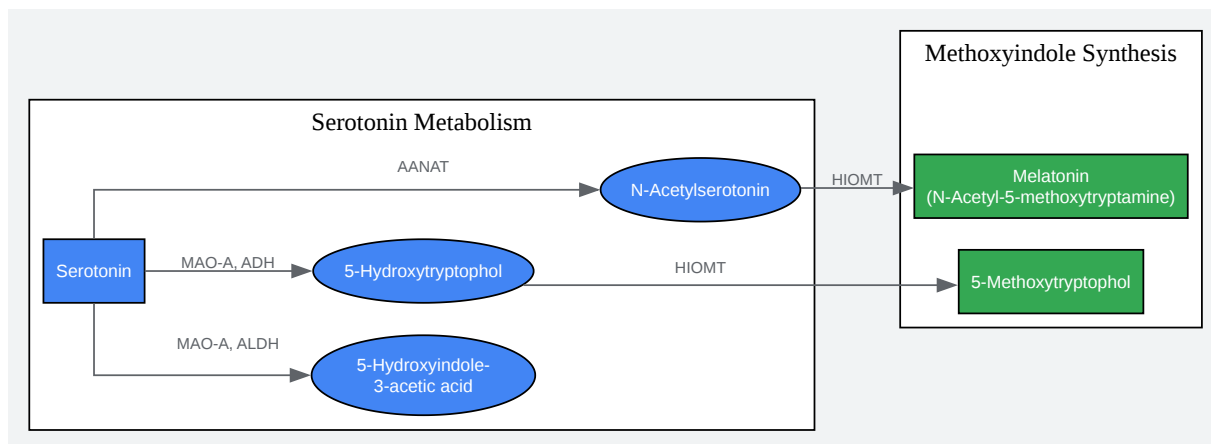 Methoxyindole Synthesis
Serotonin Metabolism
AANAT
N-Acetylserotonin
HIOMT
Melatonin
(N-Acetyl-5-methoxytryptamine)
Serotonin
MAO-A, ADH
5-Hydroxytryptophol
HIOMT
5-Methoxytryptophol
MAO-A, ALDH
5-Hydroxyindole-
3-acetic acid